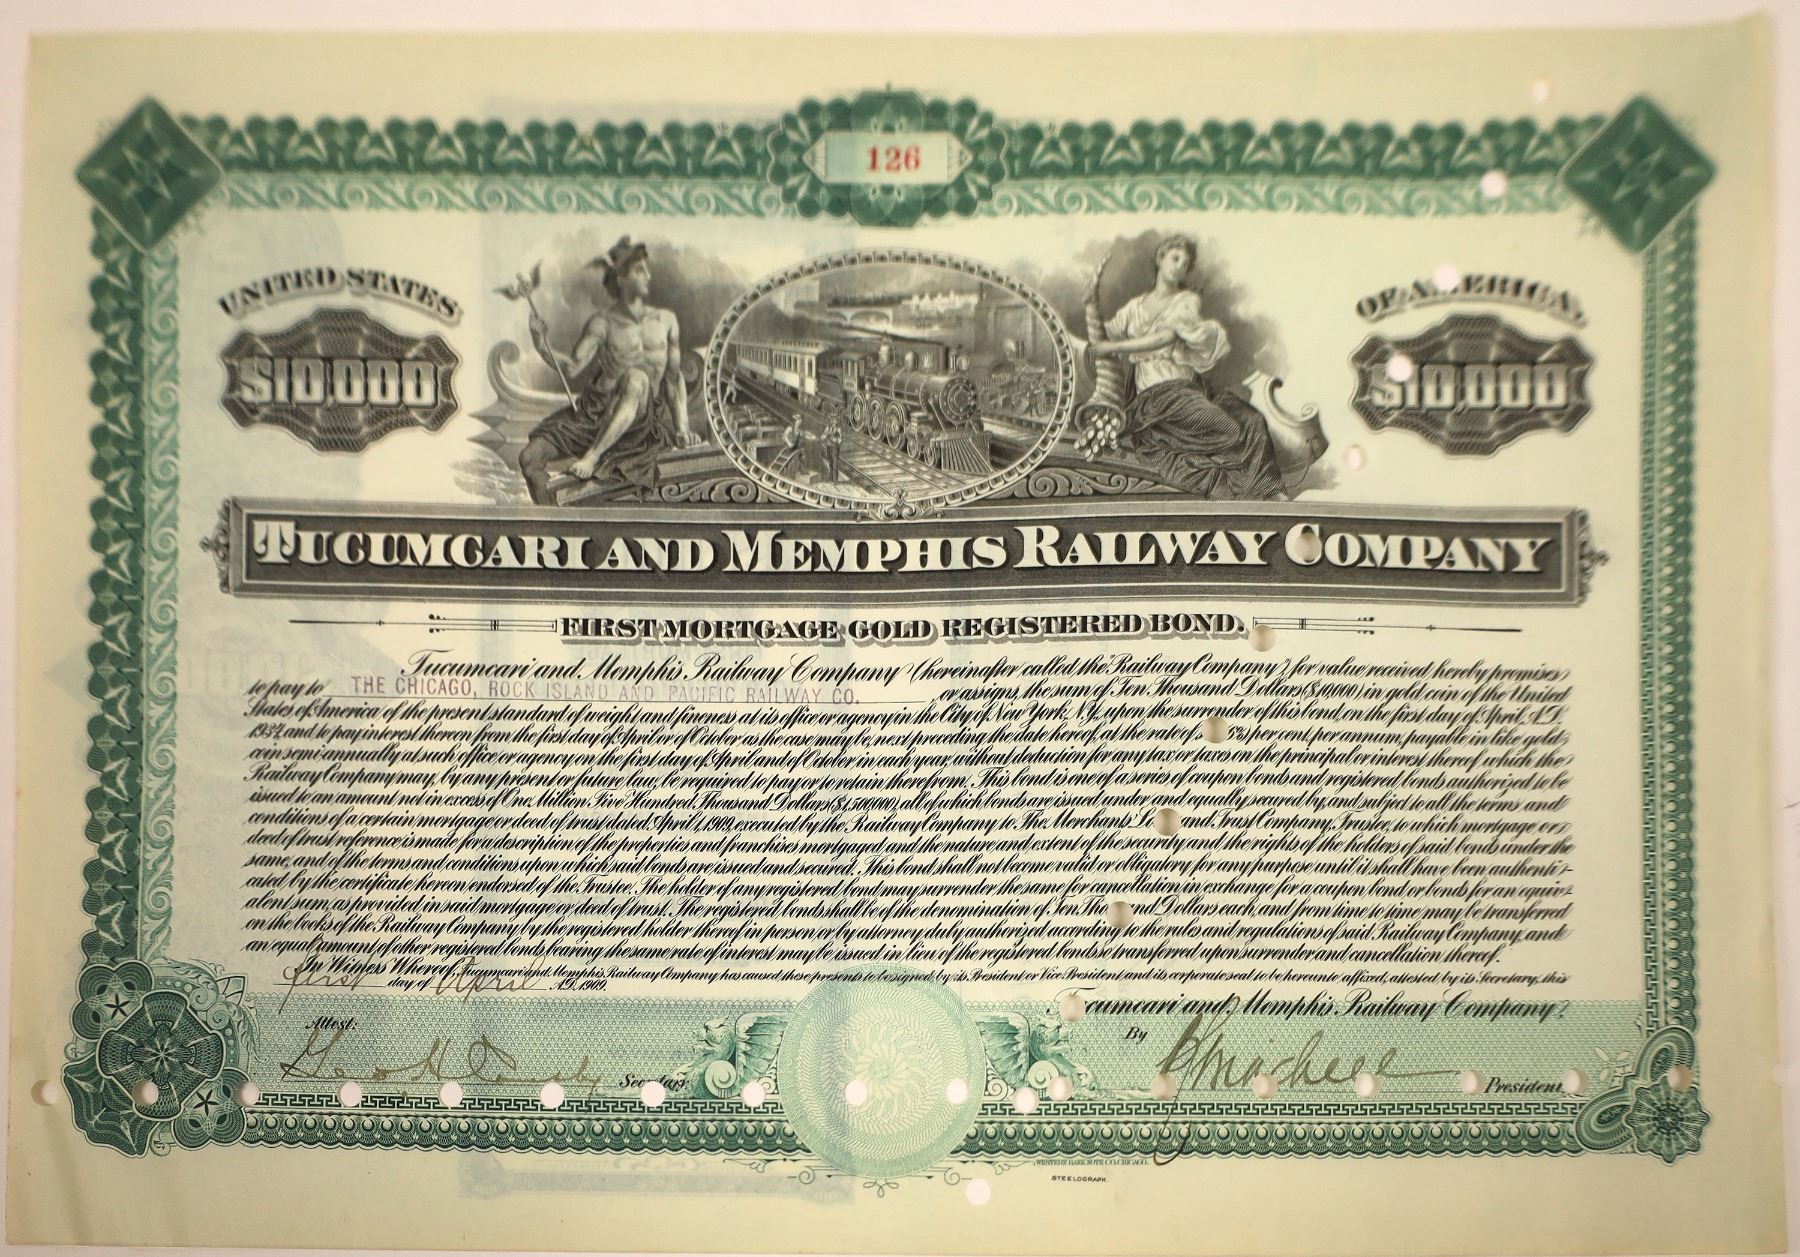 126
UNITED STATES
OF AMERICA.
$10,000
$10,000
TUCUMCARI AND MEMPHIS RAILWAY COMPANY
FIRST MORTGAGE GOLD REGISTERED BOND.
Tucumcari and Memphis Railway Company (hereinafter called the "Railway Company") for value received, hereby promises
to pay to THE CHICAGO, ROCK ISLAND AND PACIFIC RAILWAY CO. or assigns, the sum of Ten Thousand Dollars ($10,000) in gold coin of the United
States of America of the present standard of weight and fineness at its office or agency in the City of New York, N.Y., upon the surrender of this bond, on the first day of April, A.D.
and to pay interest thereon from the first day of April or of October as the case may be, next preceding the date hereof, at the rate of per cent. per annum, payable in like gold
coin semi-annually at such office or agency on the first day of April and of October in each year, without deduction for any tax or taxes on the principal or interest thereof which the
Railway Company may, by any present or future law, be required to pay or to retain therefrom. This bond is one of a series of coupon bonds and registered bonds authorized to be
issued to an amount not in excess of One Million Five Hundred Thousand Dollars ($1,500,000), all of which bonds are issued under and equally secured by, and subject to all the terms and
conditions of a certain mortgage or deed of trust dated April 1, 1909, executed by the Railway Company to The Merchants' Lo and Trust Company, Trustee, to which mortgage or
deed of trust reference is made for a description of the properties and franchises mortgaged and the nature and extent of the security and the rights of the holders of said bonds under the
same, and of the terms and conditions upon which said bonds are issued and secured. This bond shall not become valid or obligatory for any purpose until it shall have been authenti-
cated by the certificate hereon endorsed of the Trustee. The holder of any registered bond may surrender the same for cancellation in exchange for a coupon bond or bonds for an equiv-
alent sum, as provided in said mortgage or deed of trust. The registered bonds shall be of the denomination of Ten Tho nd Dollars each, and from time to time may be transferred
on the books of the Railway Company by the registered holder thereof in person or by attorney duly authorized according to the rules and regulations of said Railway Company, and
an equal amount of other registered bonds bearing the same rate of interest may be issued in lieu of the registered bonds so transferred upon surrender and cancellation thereof.
In Witness Whereof, Tucumcari and Memphis Railway Company has caused these presents to be signed by its President or Vice President and its corporate seal to be hereunto affixed, attested by its Secretary, this
first day of April A.D. 1909.
Tucumcari and Memphis Railway Company
Attest:
By
Geo H
Secretary.
President.
WESTERN BANK NOTE CO. CHICAGO.
STEELOGRAPH.